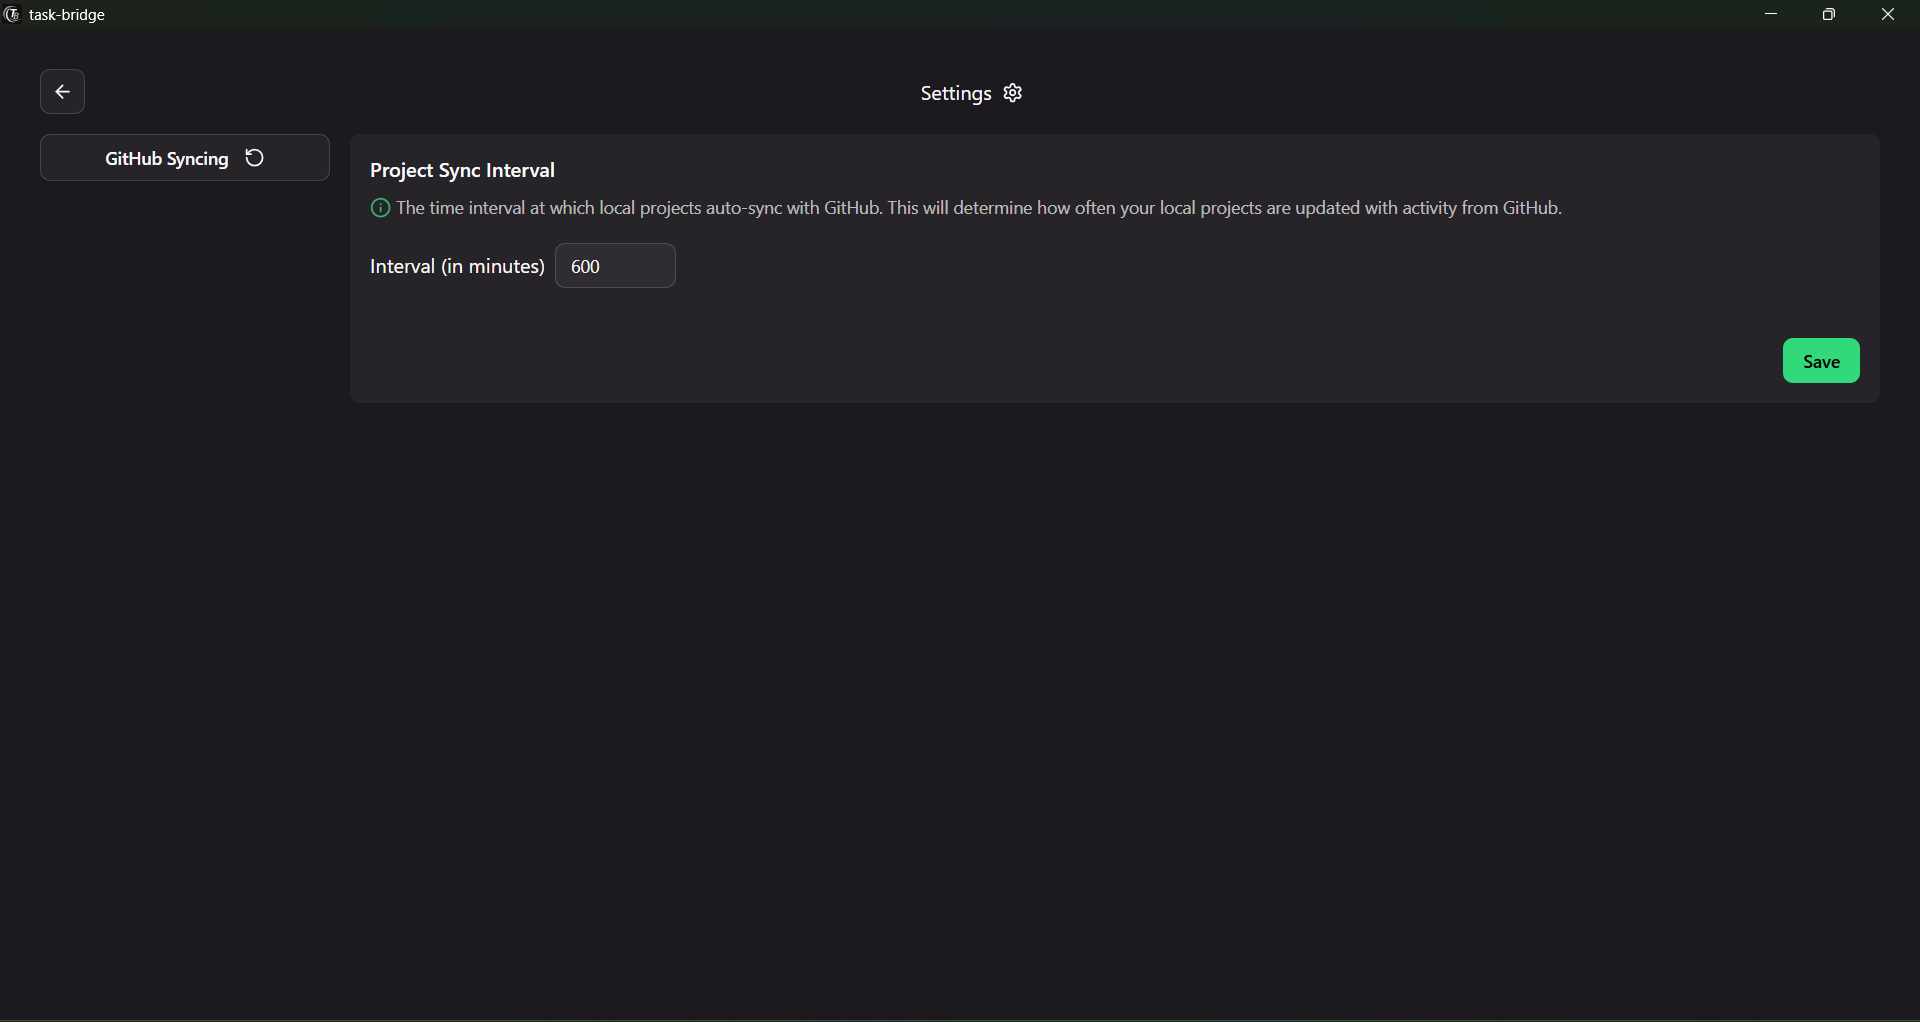 task-bridge
Settings
GitHub Syncing
Project Sync Interval
The time interval at which local projects auto-sync with GitHub. This will determine how often your local projects are updated with activity from GitHub.
Interval (in minutes) 600
Save